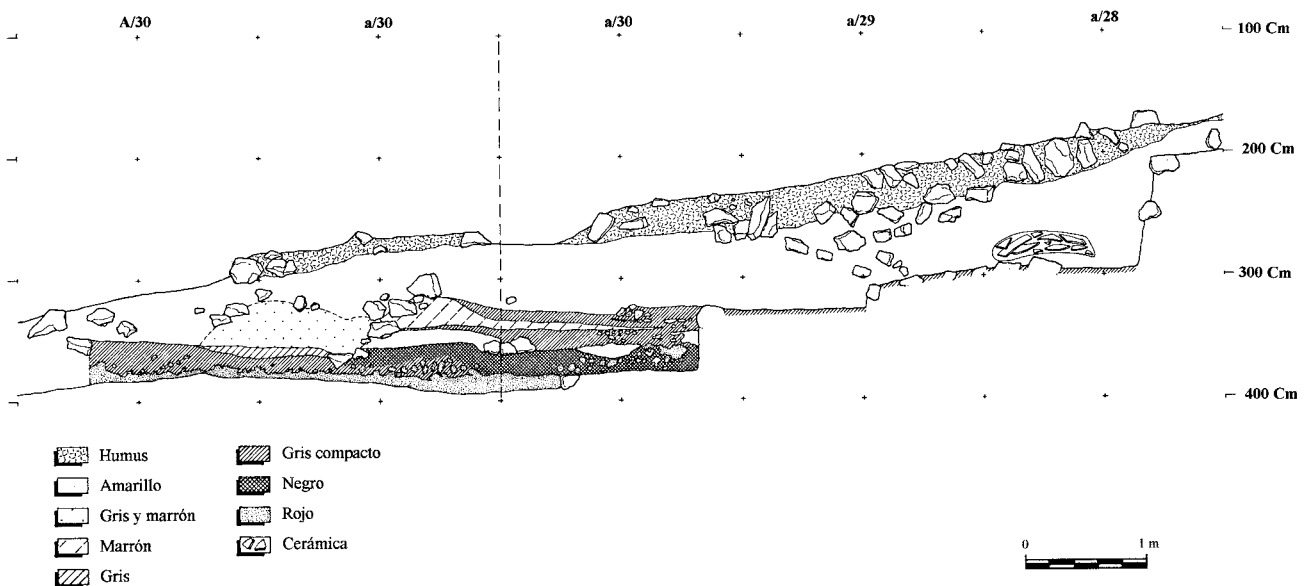 A/30 a/30 a/30 a/29 a/28
100 Cm
200 Cm
300 Cm
400 Cm
Humus
Amarillo
Gris y marrón
Marrón
Gris
Gris compacto
Negro
Rojo
Cerámica
0 1 m